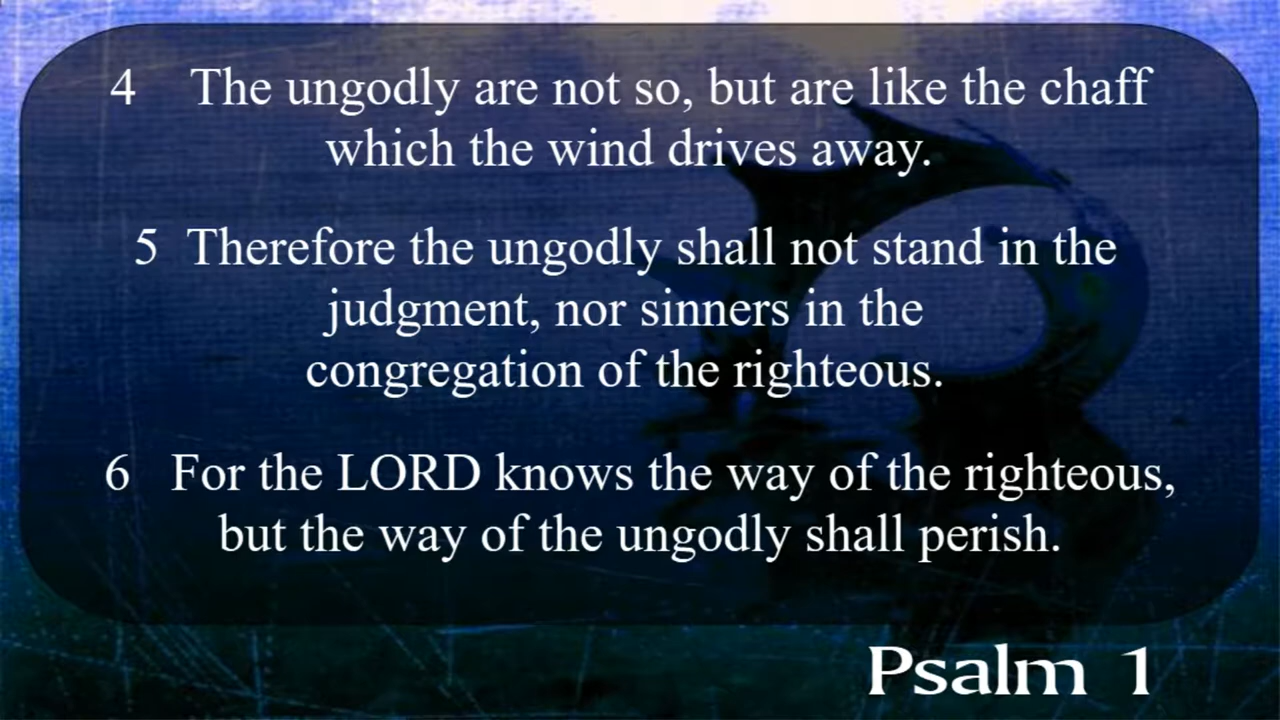 4 The ungodly are not so, but are like the chaff
which the wind drives away.
5 Therefore the ungodly shall not stand in the
judgment, nor sinners in the
congregation of the righteous.
6 For the LORD knows the way of the righteous,
but the way of the ungodly shall perish.
Psalm 1